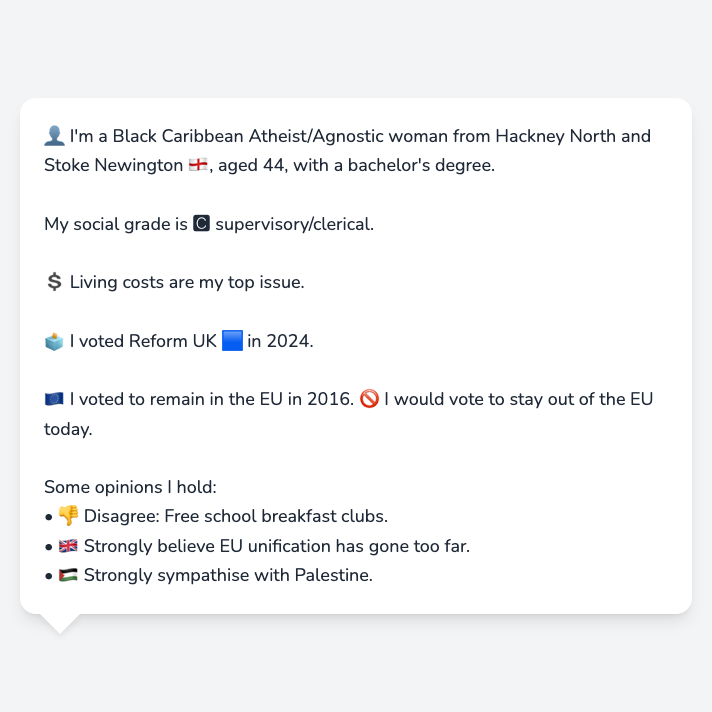 👤 I'm a Black Caribbean Atheist/Agnostic woman from Hackney North and
Stoke Newington 🏴󠁧󠁢󠁥󠁮󠁧󠁿, aged 44, with a bachelor's degree.
My social grade is 🅲 supervisory/clerical.
💲 Living costs are my top issue.
🗳️ I voted Reform UK 🟦 in 2024.
🇪🇺 I voted to remain in the EU in 2016. 🚫 I would vote to stay out of the EU
today.
Some opinions I hold:
• 👎 Disagree: Free school breakfast clubs.
• 🇬🇧 Strongly believe EU unification has gone too far.
• 🇵🇸 Strongly sympathise with Palestine.